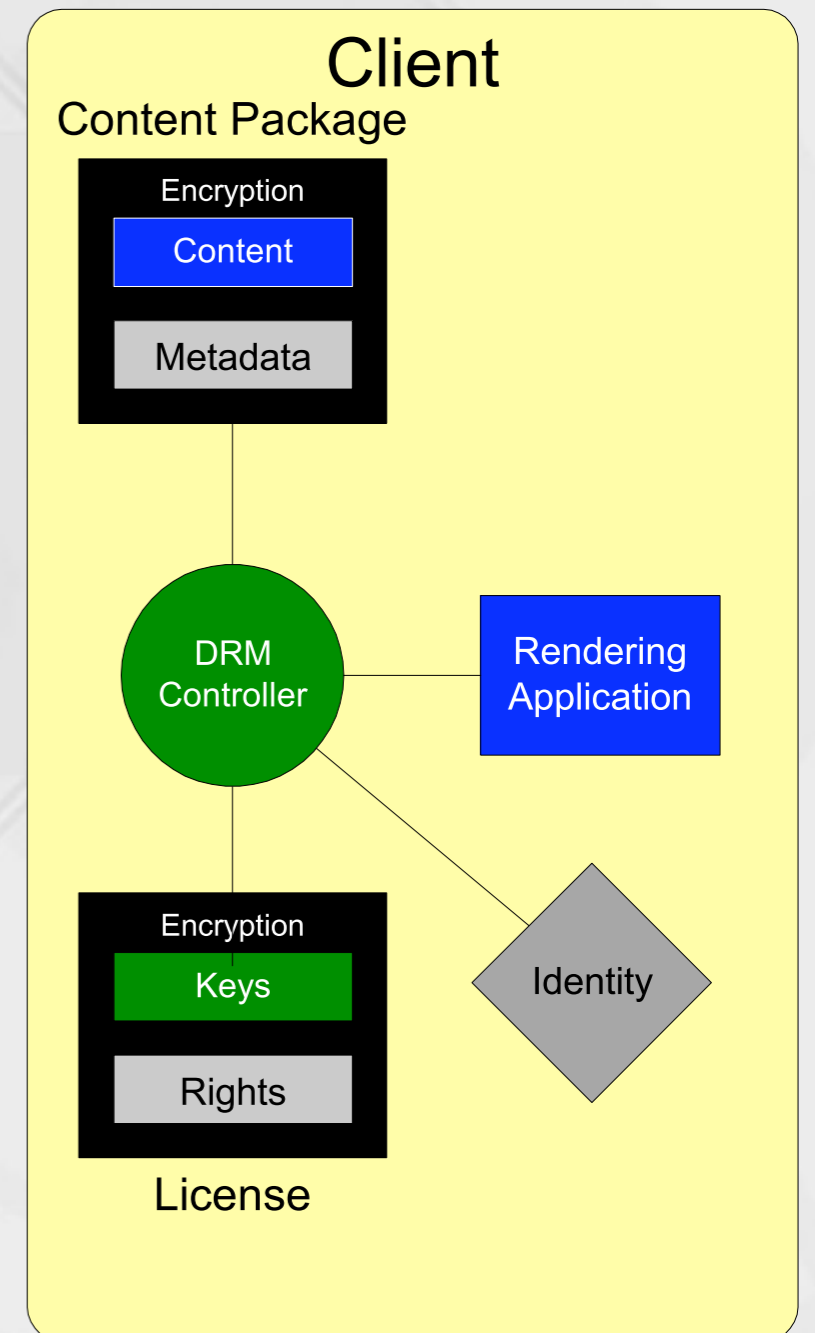 Client
Content Package
Encryption
Content
Metadata
DRM
Controller
Rendering
Application
Encryption
Keys
Rights
License
Identity